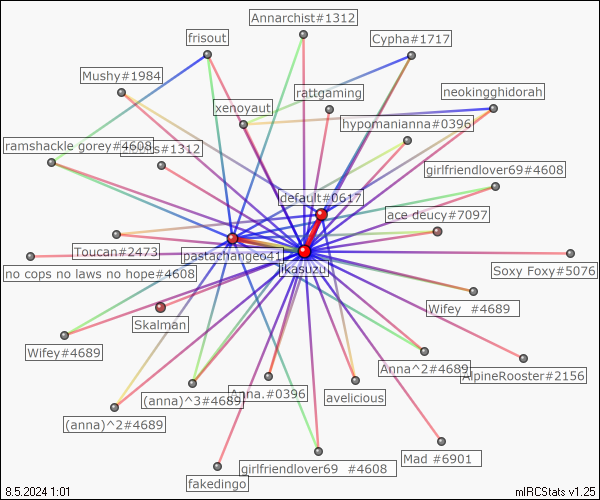 Annarchist#1312
frisout
Cypha#1717
Mushy#1984
rattgaming
neokingghidorah
xenoyaut
hypomanianna#0396
ramshackle gorey#4608
#1312
girlfriendlover69#4608
default#0617
ace deucy#7097
Toucan#2473
pastachangeo41
ikasuzu
Soxy Foxy#5076
no cops no laws no hope#4608
Wifey #4689
Skalman
Wifey#4689
Anna^2#4689
AlpineRooster#2156
(anna)^3#4689
Anna.#0396
avelicious
(anna)^2#4689
Mad #6901
girlfriendlover69 #4608
fakedingo
8.5.2024 1:01
mIRCStats v1.25